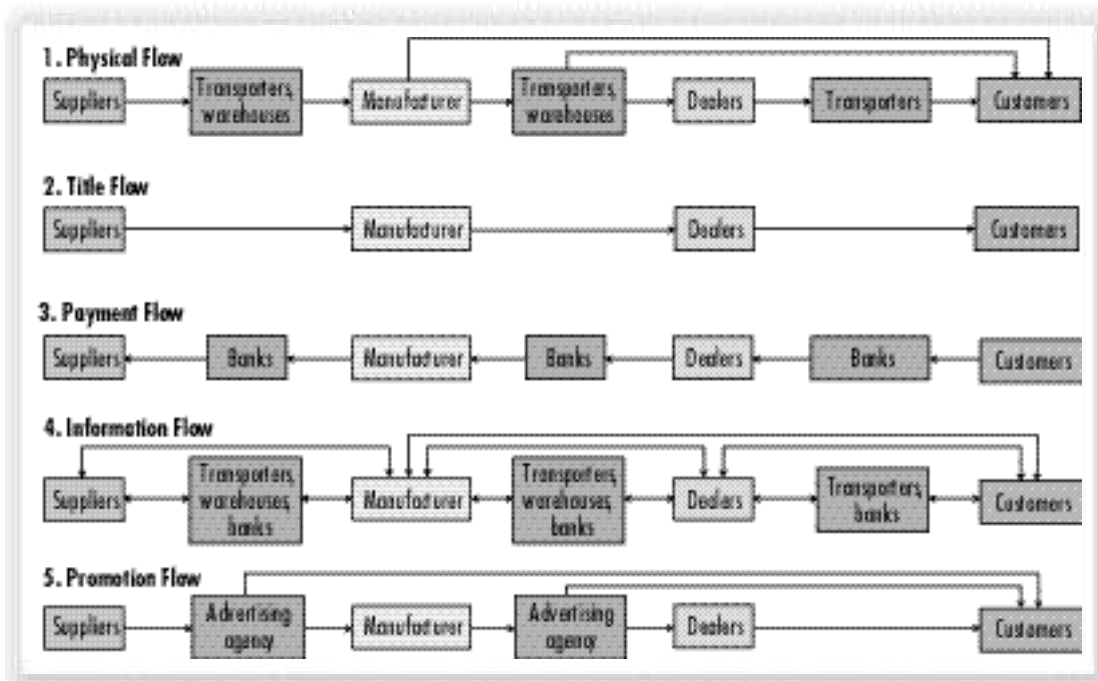 1. Physical Flow
Suppliers
Transporters,
warehouses
Manufacturer
Transporters,
warehouses
Dealers
Transporters
Customers
2. Title Flow
Suppliers
Manufacturer
Dealers
Customers
3. Payment Flow
Suppliers
Banks
Manufacturer
Banks
Dealers
Banks
Customers
4. Information Flow
Suppliers
Transporters,
warehouses,
banks
Manufacturer
Transporters,
warehouses,
banks
Dealers
Transporters,
banks
Customers
5. Promotion Flow
Suppliers
Advertising
agency
Manufacturer
Advertising
agency
Dealers
Customers